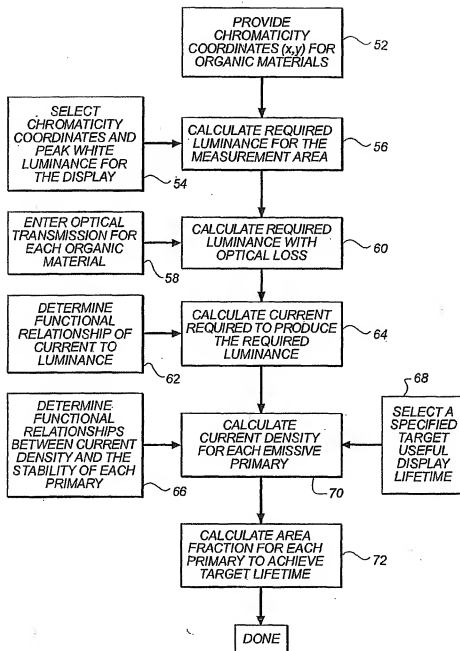 PROVIDE
CHROMATICITY
COORDINATES (x,y) FOR
ORGANIC MATERIALS
52
SELECT
CHROMATICITY
COORDINATES AND
PEAK WHITE
LUMINANCE FOR
THE DISPLAY
54
CALCULATE REQUIRED
LUMINANCE FOR THE
MEASUREMENT AREA
56
ENTER OPTICAL
TRANSMISSION FOR
EACH ORGANIC
MATERIAL
58
CALCULATE REQUIRED
LUMINANCE WITH
OPTICAL LOSS
60
DETERMINE
FUNCTIONAL
RELATIONSHIP OF
CURRENT TO
LUMINANCE
62
CALCULATE CURRENT
REQUIRED TO PRODUCE
THE REQUIRED
LUMINANCE
64
DETERMINE
FUNCTIONAL
RELATIONSHIPS
BETWEEN CURRENT
DENSITY AND THE
STABILITY OF EACH
PRIMARY
66
CALCULATE
CURRENT DENSITY
FOR EACH EMISSIVE
PRIMARY
70
68
SELECT A
SPECIFIED
TARGET
USEFUL
DISPLAY
LIFETIME
CALCULATE AREA
FRACTION FOR EACH
PRIMARY TO ACHIEVE
TARGET LIFETIME
72
DONE